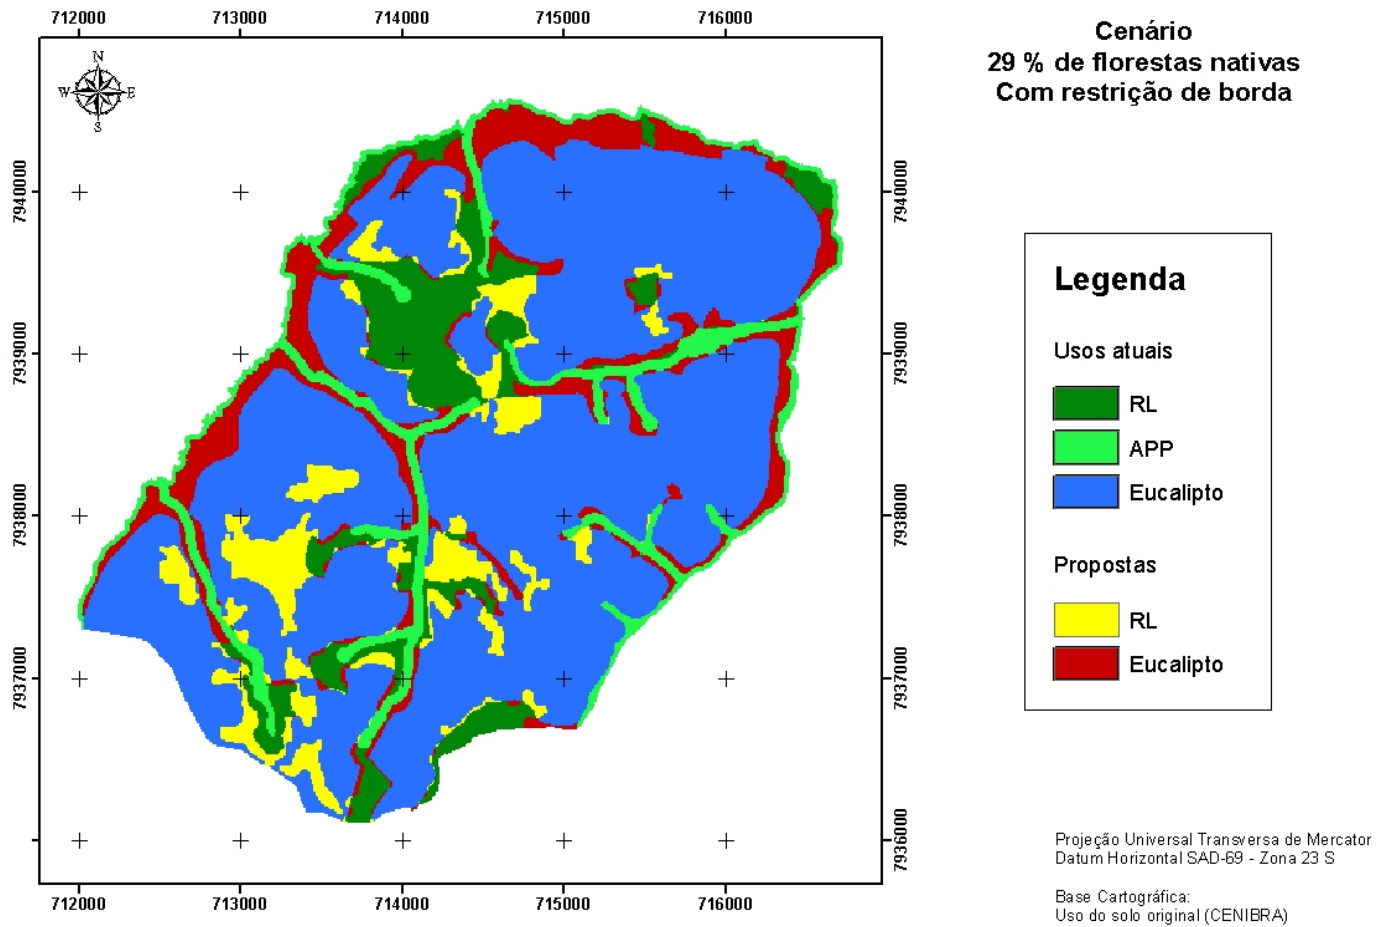 712000 713000 714000 715000 716000
Cenário
29 % de florestas nativas
Com restrição de borda
N
W E
S
7940000 7940000
Legenda
7939000 7939000
Usos atuais
RL
APP
Eucalipto
7938000 7938000
Propostas
RL
Eucalipto
7937000 7937000
7936000
Projeção Universal Transversa de Mercator
Datum Horizontal SAD-69 - Zona 23 S
Base Cartográfica:
Uso do solo original (CENIBRA)
712000 713000 714000 715000 716000